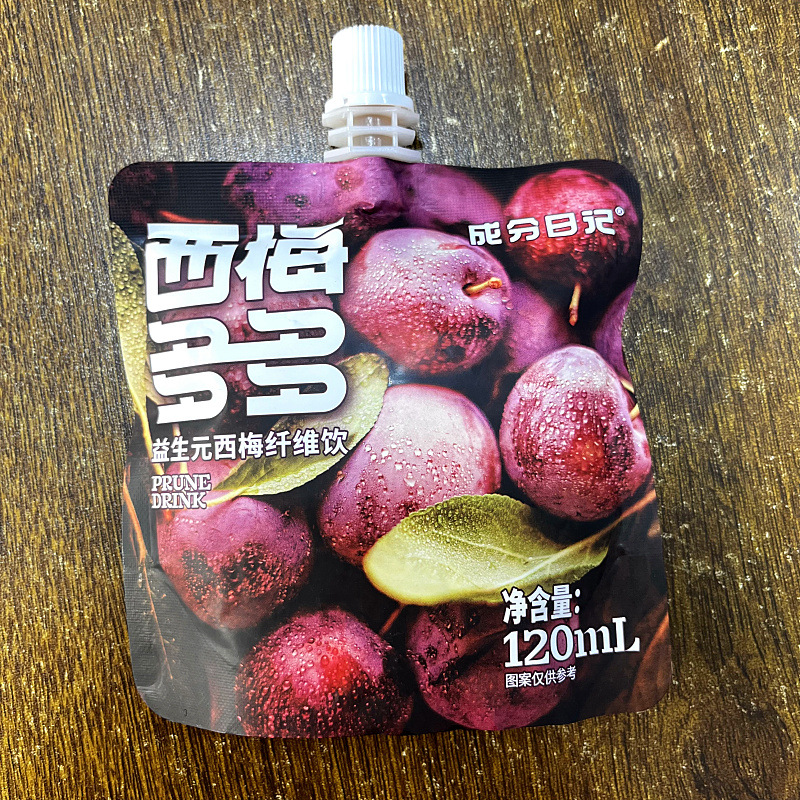 成分日记®
西梅
多多
益生元西梅纤维饮
PRUNE
DRINK
净含量：
120mL
图案仅供参考